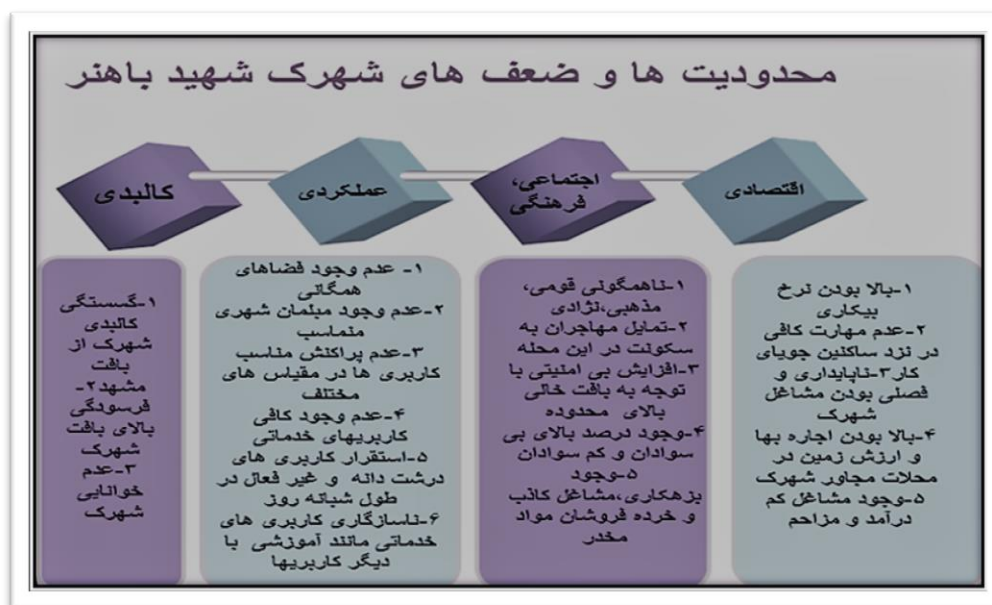 محدودیت ها و ضعف های شهرک شهید باهنر
اقتصادی
اجتماعی،
فرهنگی
عملکردی
کالبدی
۱-بالا بودن نرخ
بیکاری
۲-عدم مهارت کافی
در نزد ساکنین جویای
کار۳-ناپایداری و
فصلی بودن مشاغل
شهرک
۴-بالا بودن اجاره بها
و ارزش زمین در
محلات مجاور شهرک
۵-وجود مشاغل کم
درآمد و مزاحم
۱-ناهمگونی قومی،
مذهبی،نژادی
۲-تمایل مهاجران به
سکونت در این محله
۳-افزایش بی امنیتی با
توجه به بافت خالی
بالای محدوده
۴-وجود درصد بالای بی
سوادان و کم سوادان
۵-وجود
بزهکاری،مشاغل کاذب
و خرده فروشان مواد
مخدر
۱- عدم وجود فضاهای
همگانی
۲-عدم وجود مبلمان شهری
متماسب
۳-عدم پراکنش مناسب
کاربری ها در مقیاس های
مختلف
۴-عدم وجود کافی
کاربریهای خدماتی
۵-استقرار کاربری های
درشت دانه و غیر فعال در
طول شبانه روز
۶-ناسازگاری کاربری های
خدماتی مانند آموزشی با
دیگر کاربریها
۱-گسستگی
کالبدی
شهرک از
بافت
مشهد۲-
فرسودگی
بالای بافت
شهرک
۳-عدم
خوانایی
شهرک